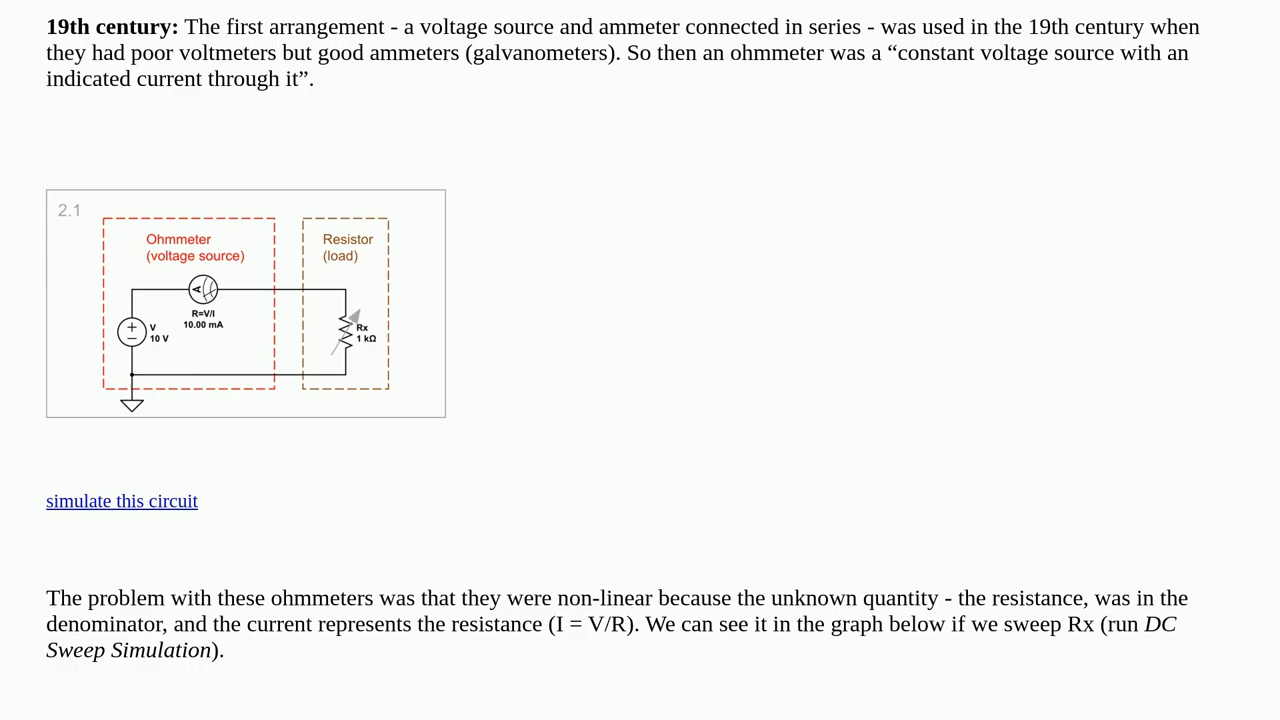 19th century: The first arrangement - a voltage source and ammeter connected in series - was used in the 19th century when
they had poor voltmeters but good ammeters (galvanometers). So then an ohmmeter was a “constant voltage source with an
indicated current through it”.
2.1
Ohmmeter
(voltage source)
Resistor
(load)
A
R=V/I
10.00 mA
V
10 V
Rx
1 kΩ
simulate this circuit
The problem with these ohmmeters was that they were non-linear because the unknown quantity - the resistance, was in the
denominator, and the current represents the resistance (I = V/R). We can see it in the graph below if we sweep Rx (run DC
Sweep Simulation).